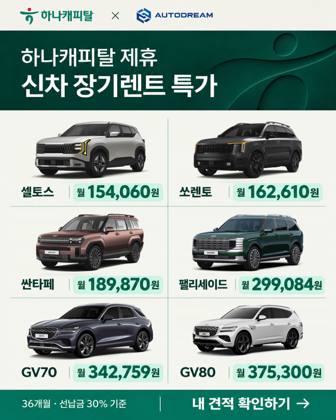 하나캐피탈 × AUTODREAM
하나캐피탈 제휴
신차 장기렌트 특가
셀토스 월 154,060원
쏘렌토 월 162,610원
싼타페 월 189,870원
팰리세이드 월 299,084원
GV70 월 342,759원
GV80 월 375,300원
36개월 · 선납금 30% 기준
내 견적 확인하기 →